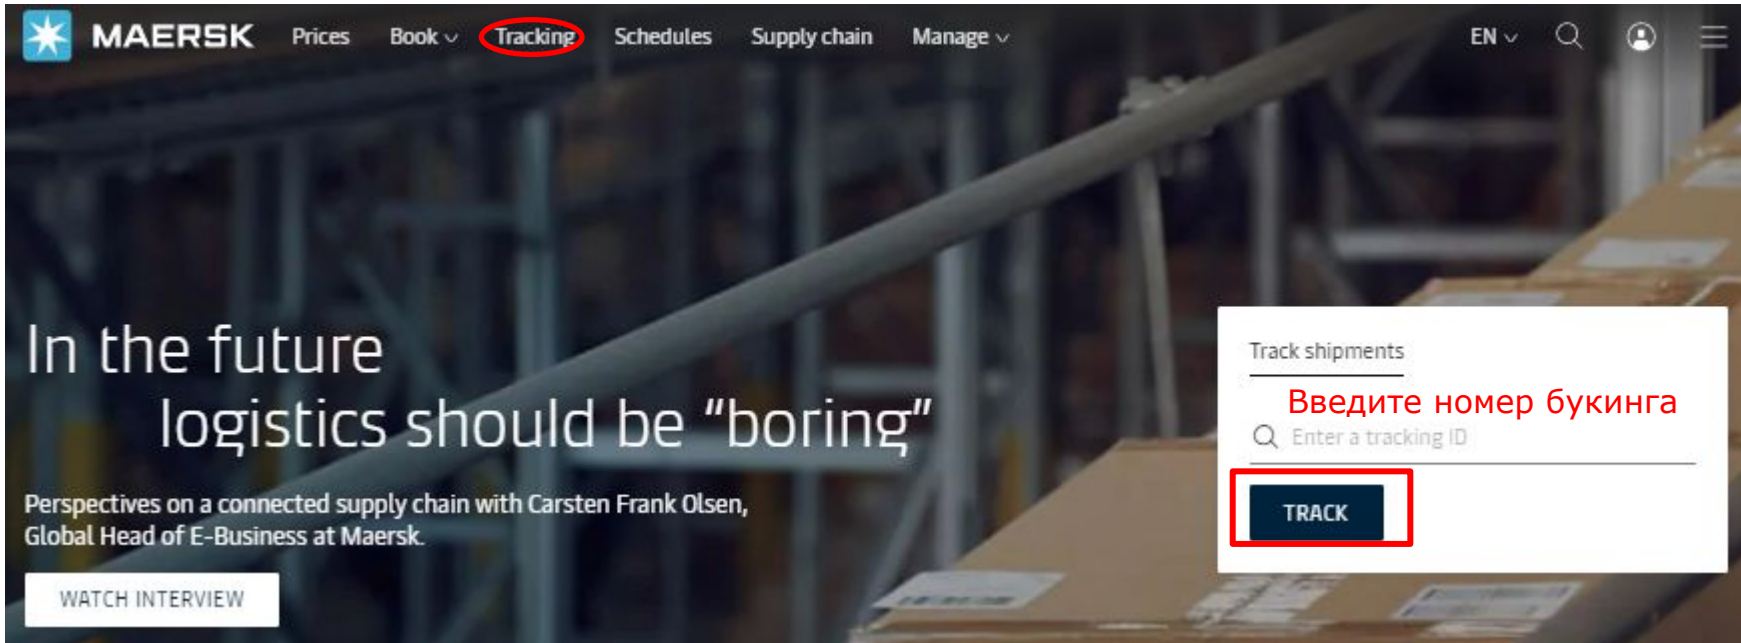 MAERSK Prices Book Tracking Schedules Supply chain Manage EN
In the future
logistics should be “boring”
Perspectives on a connected supply chain with Carsten Frank Olsen,
Global Head of E-Business at Maersk.
WATCH INTERVIEW
Track shipments
Введите номер букинга
Enter a tracking ID
TRACK